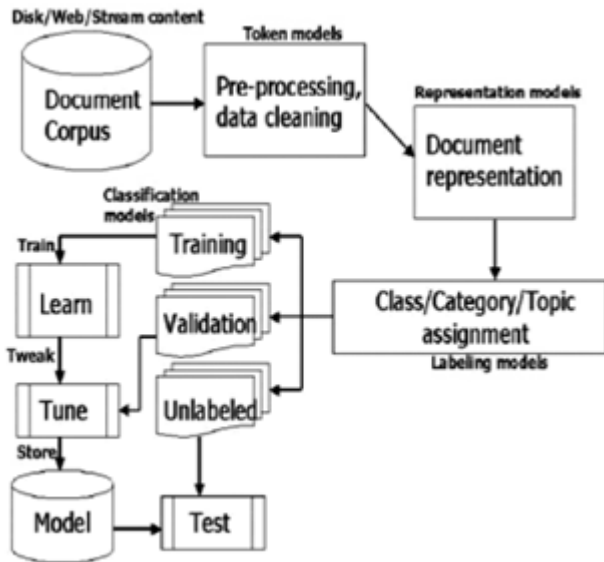 Disk/Web/Stream content
Document
Corpus
Token models
Pre-processing,
data cleaning
Representation models
Document
representation
Classification
models
Training
Train
Learn
Validation
Class/Category/Topic
assignment
Labeling models
Tweak
Tune
Unlabeled
Store
Model
Test